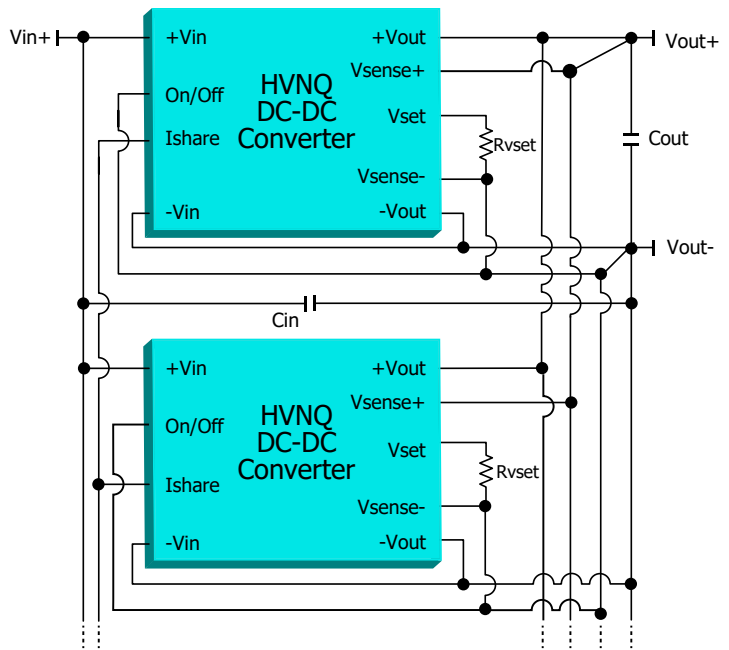 Vin+
+Vin
+Vout
Vout+
Vsense+
On/Off
HVNQ
DC-DC
Converter
Vset
Ishare
Rvset
Cout
Vsense-
-Vin
-Vout
Vout-
Cin
+Vin
+Vout
Vsense+
On/Off
HVNQ
DC-DC
Converter
Vset
Ishare
Rvset
Vsense-
-Vin
-Vout